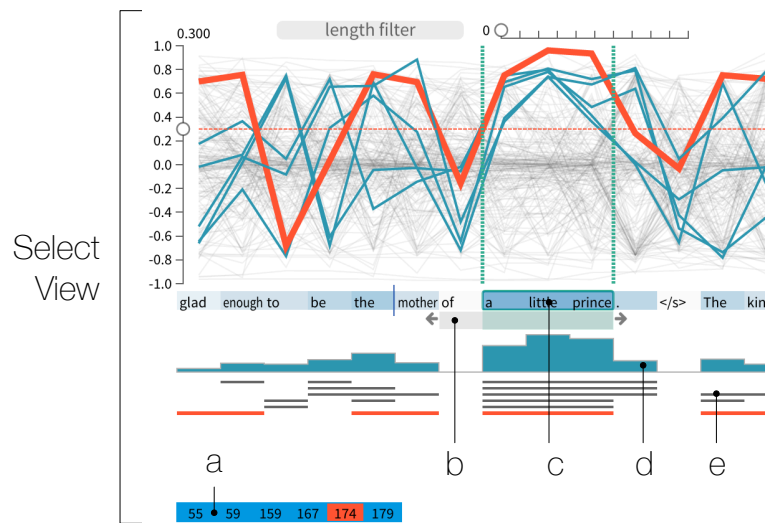 0.300
length filter
0
1.0
0.8
0.6
0.4
0.2
0.0
-0.2
-0.4
-0.6
-0.8
-1.0
Select
View
glad enough to be the mother of a little prince . </s> The kin
a
b
c
d
e
55 59 159 167 174 179